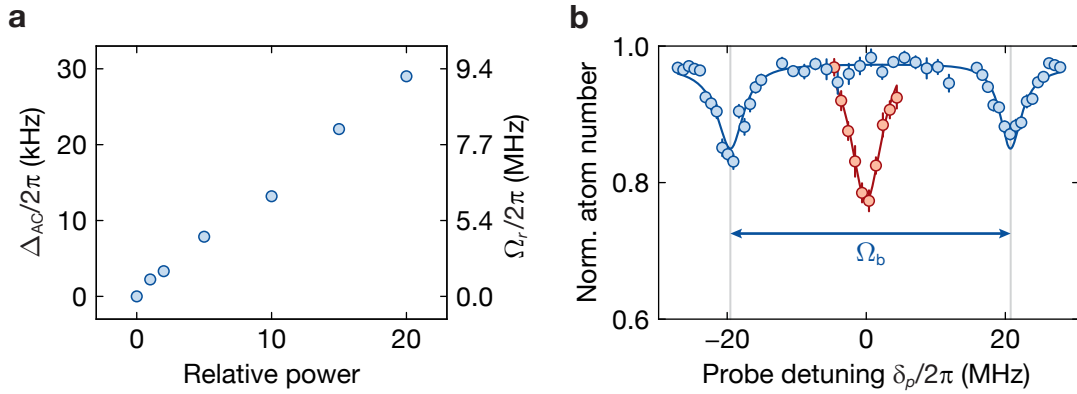 a
Δ_AC/2π (kHz)
30
20
10
0
Ω_r/2π (MHz)
9.4
7.7
5.4
0.0
0 10 20
Relative power
b
Norm. atom number
1.0
0.8
0.6
Ω_b
−20 0 20
Probe detuning δ_p/2π (MHz)